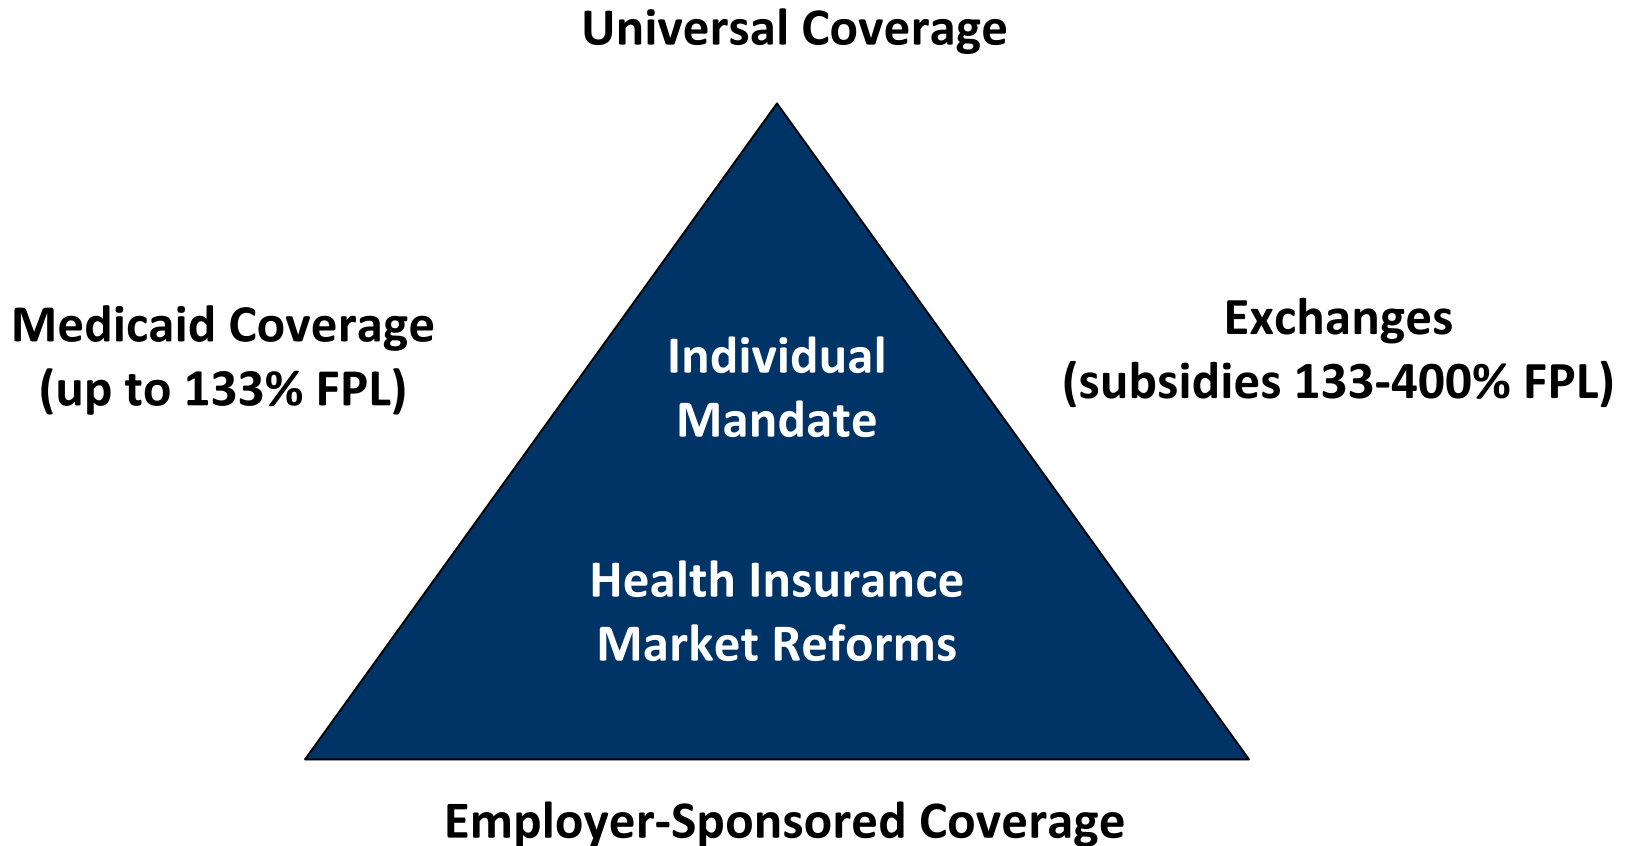 Universal Coverage
Medicaid Coverage
(up to 133% FPL)
Exchanges
(subsidies 133-400% FPL)
Individual
Mandate
Health Insurance
Market Reforms
Employer-Sponsored Coverage